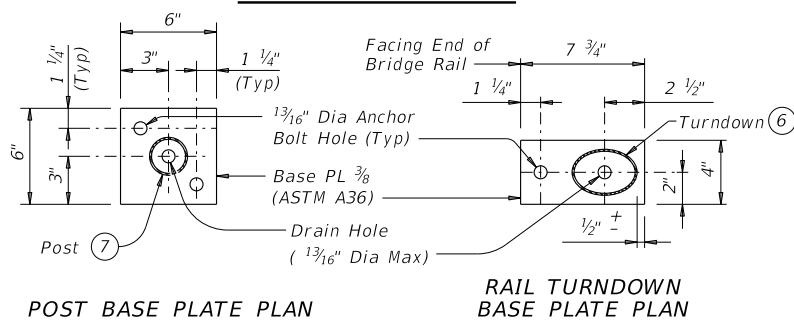 6"
3"
1 ¼"
(Typ)
1 ¼"
(Typ)
6"
3"
Post 7
POST BASE PLATE PLAN
13/16" Dia Anchor
Bolt Hole (Typ)
Base PL ⅜
(ASTM A36)
Drain Hole
( 13/16" Dia Max)
Facing End of
Bridge Rail
7 ¾"
1 ¼"
2 ½"
Turndown 6
2"
4"
½" ±
RAIL TURNDOWN
BASE PLATE PLAN